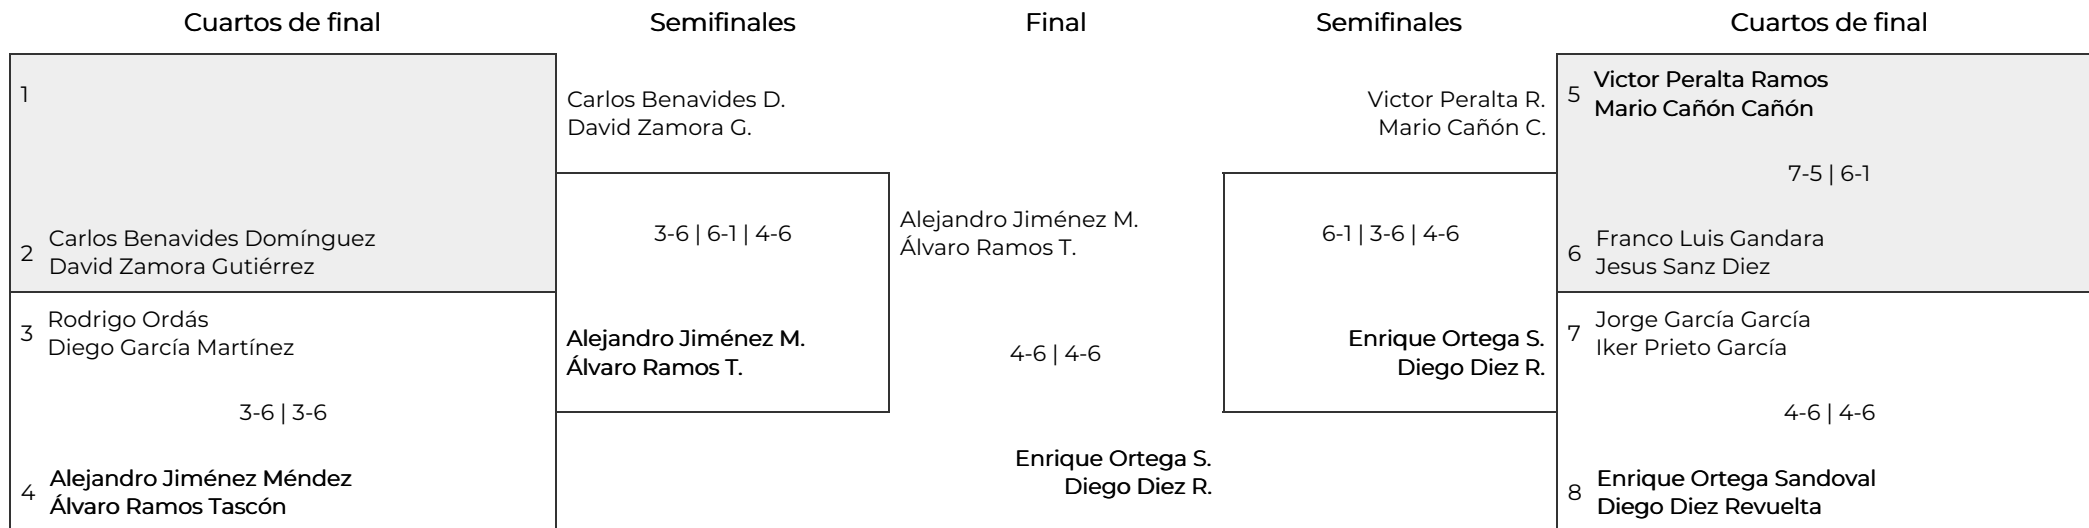 Cuartos de final
Semifinales
Final
Semifinales
Cuartos de final
1
2
Carlos Benavides Domínguez
David Zamora Gutiérrez
3
Rodrigo Ordás
Diego García Martínez
3-6 | 3-6
4
Alejandro Jiménez Méndez
Álvaro Ramos Tascón
Carlos Benavides D.
David Zamora G.
3-6 | 6-1 | 4-6
Alejandro Jiménez M.
Álvaro Ramos T.
Alejandro Jiménez M.
Álvaro Ramos T.
4-6 | 4-6
Enrique Ortega S.
Diego Diez R.
Victor Peralta R.
Mario Cañón C.
6-1 | 3-6 | 4-6
Enrique Ortega S.
Diego Diez R.
5
Victor Peralta Ramos
Mario Cañón Cañón
7-5 | 6-1
6
Franco Luis Gandara
Jesus Sanz Diez
7
Jorge García García
Iker Prieto García
4-6 | 4-6
8
Enrique Ortega Sandoval
Diego Diez Revuelta